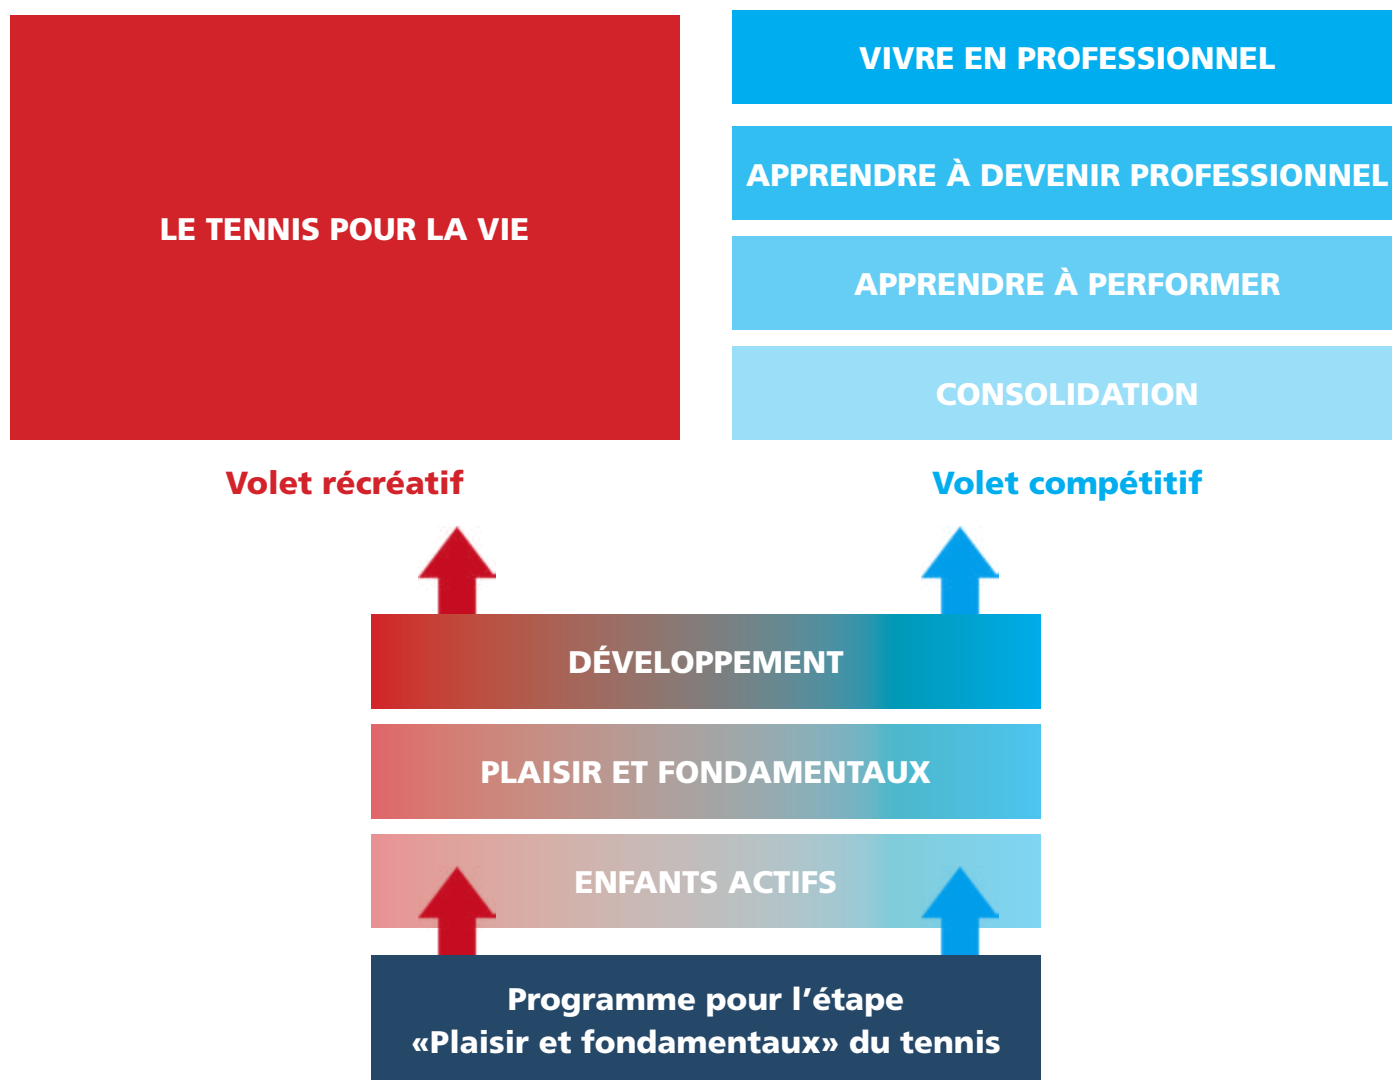 LE TENNIS POUR LA VIE
VIVRE EN PROFESSIONNEL
APPRENDRE À DEVENIR PROFESSIONNEL
APPRENDRE À PERFORMER
CONSOLIDATION
Volet récréatif
Volet compétitif
DÉVELOPPEMENT
PLAISIR ET FONDAMENTAUX
ENFANTS ACTIFS
Programme pour l’étape
«Plaisir et fondamentaux» du tennis